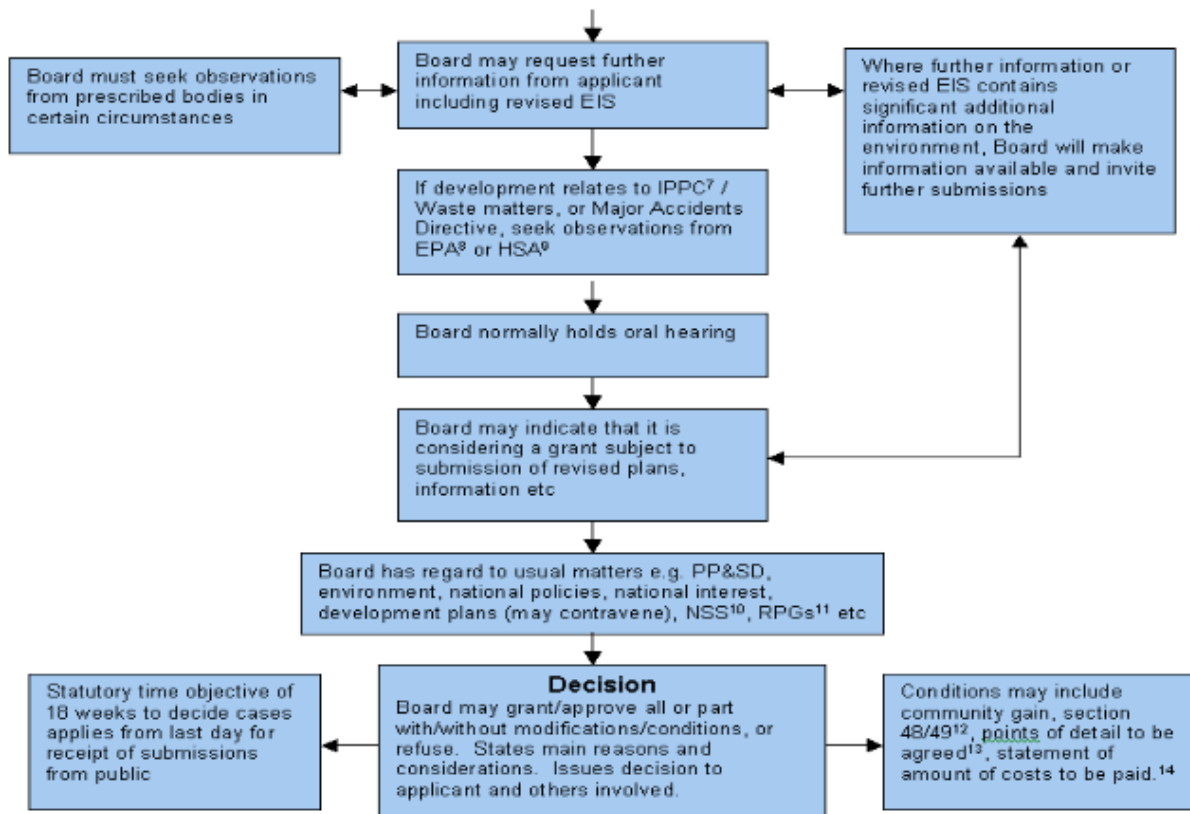 Board may request further
information from applicant
including revised EIS
Board must seek observations
from prescribed bodies in
certain circumstances
Where further information or
revised EIS contains
significant additional
information on the
environment, Board will make
information available and invite
further submissions
If development relates to IPPC⁷ /
Waste matters, or Major Accidents
Directive, seek observations from
EPA⁸ or HSA⁹
Board normally holds oral hearing
Board may indicate that it is
considering a grant subject to
submission of revised plans,
information etc
Board has regard to usual matters e.g. PP&SD,
environment, national policies, national interest,
development plans (may contravene), NSS¹⁰, RPGs¹¹ etc
Statutory time objective of
18 weeks to decide cases
applies from last day for
receipt of submissions
from public
Decision
Board may grant/approve all or part
with/without modifications/conditions, or
refuse. States main reasons and
considerations. Issues decision to
applicant and others involved.
Conditions may include
community gain, section
48/49¹², points of detail to be
agreed¹³, statement of
amount of costs to be paid.¹⁴